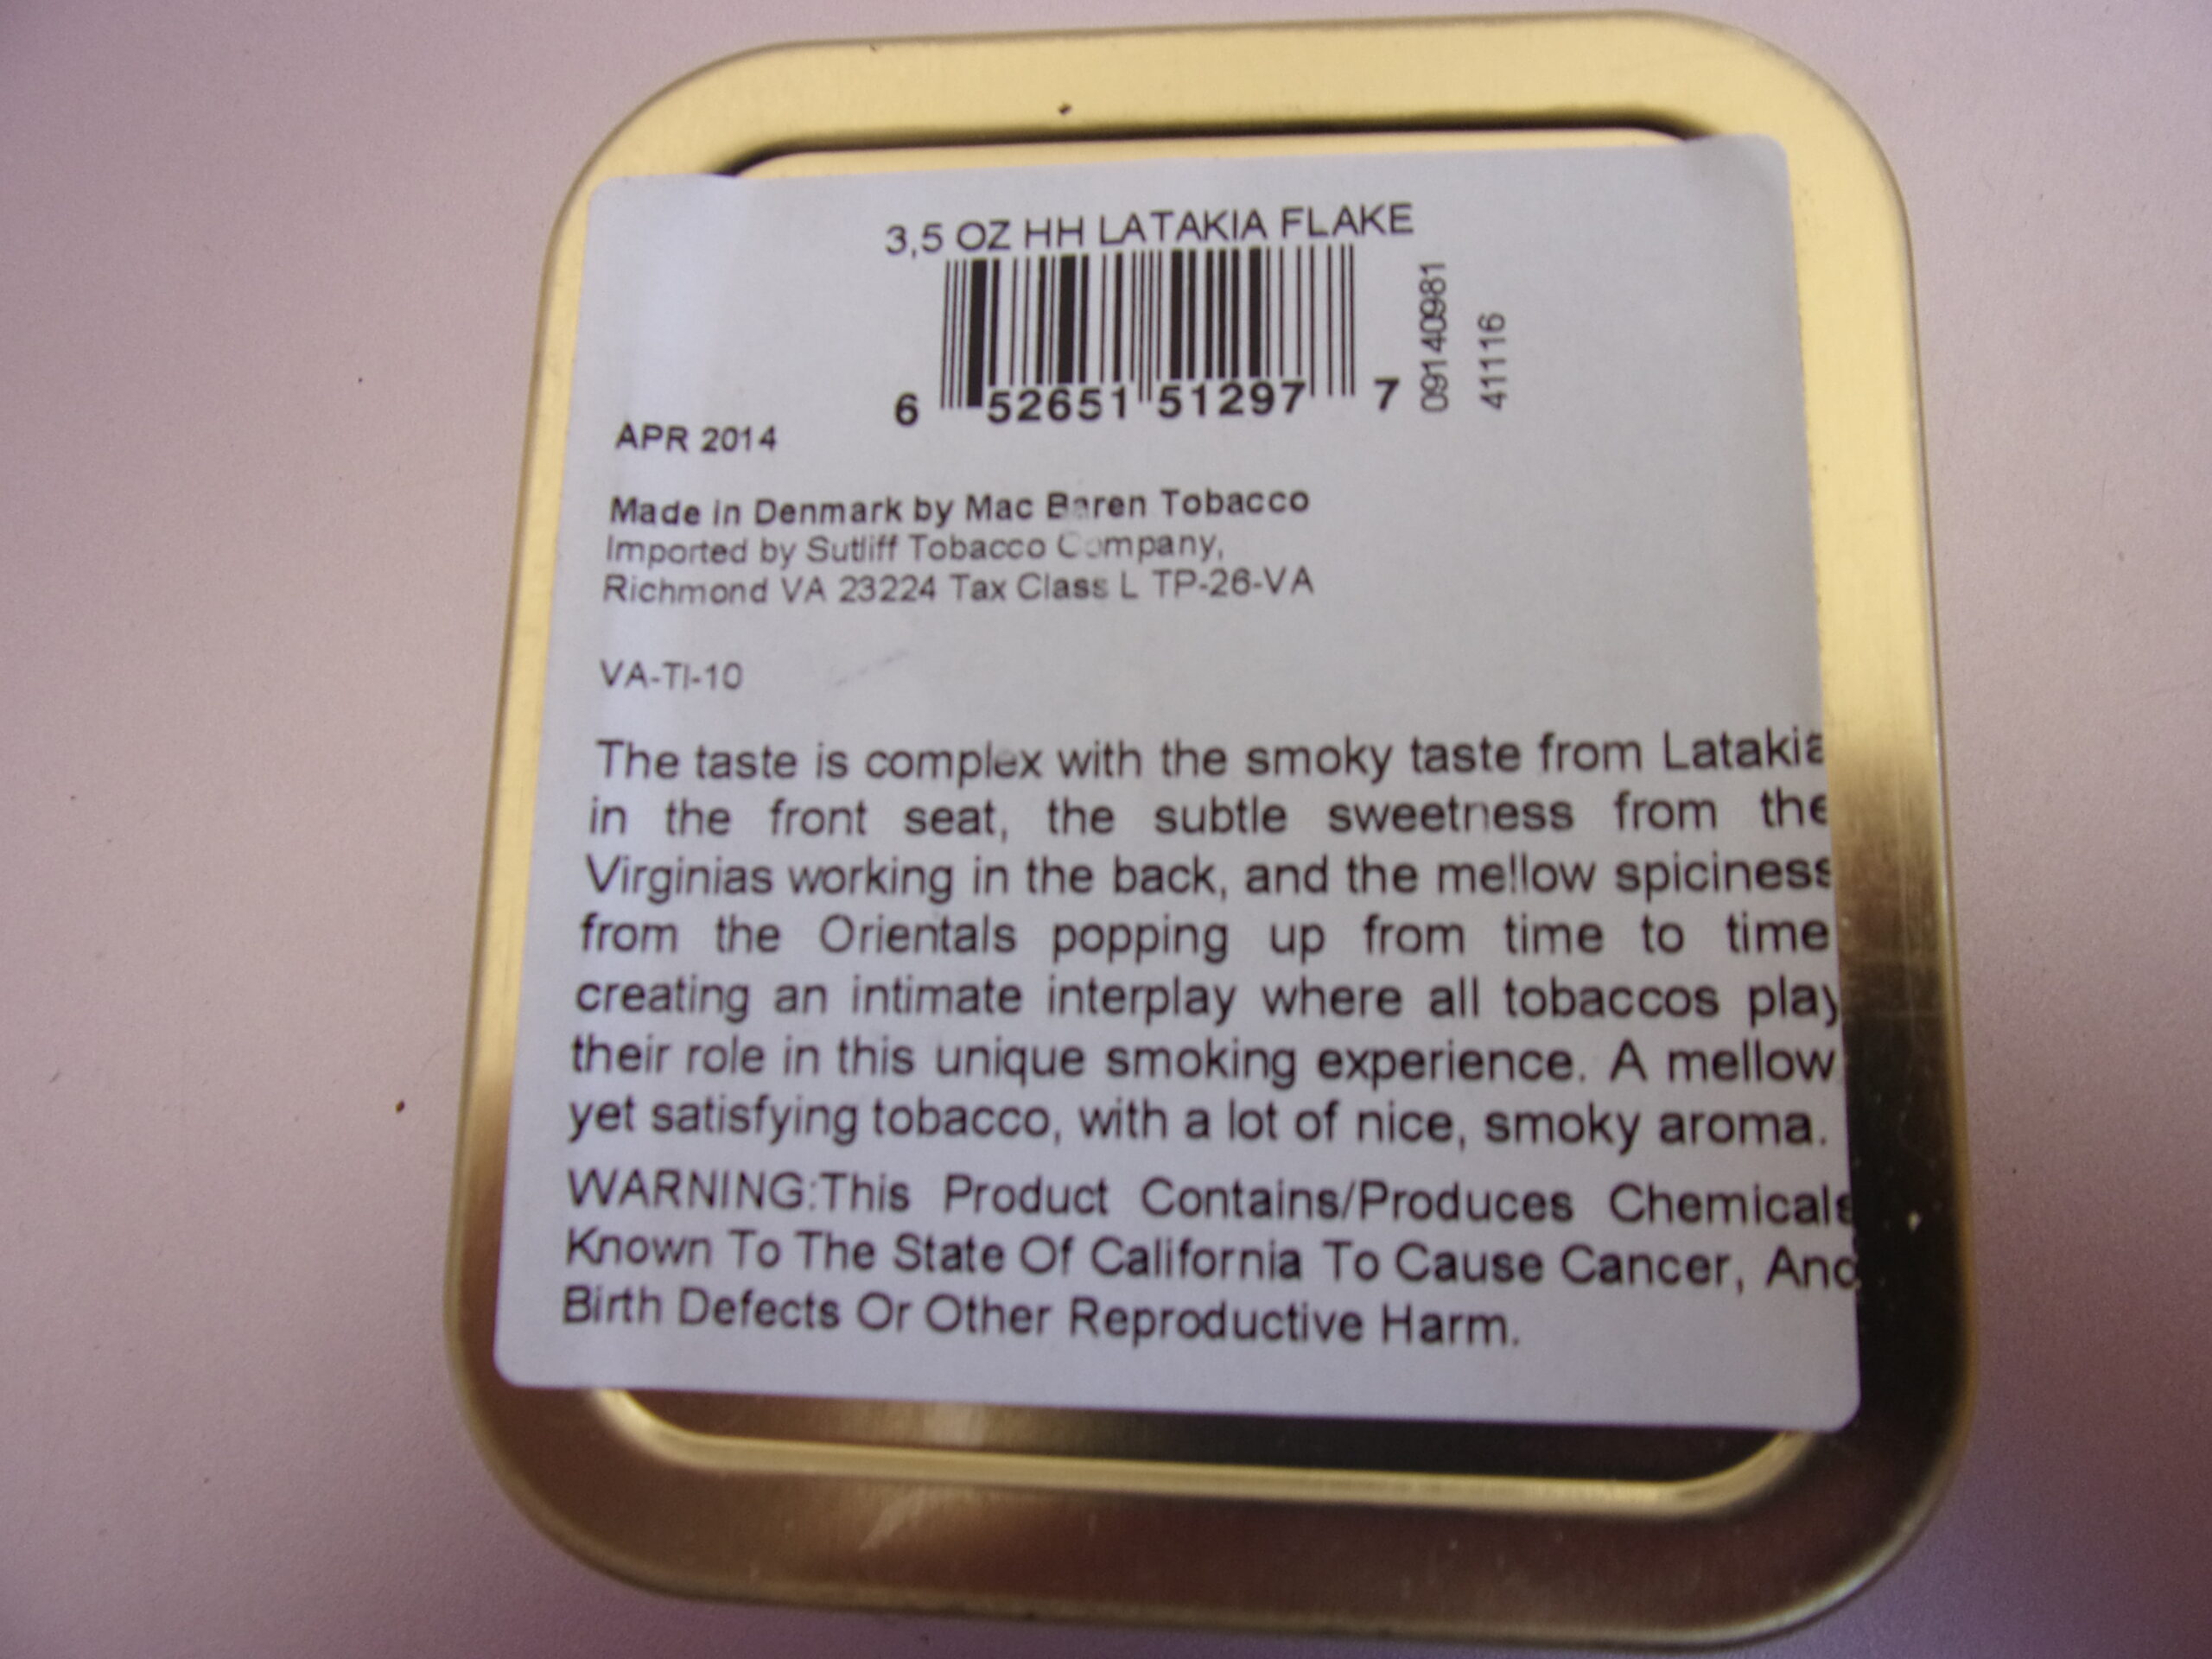 3,5 OZ HH LATAKIA FLAKE
6 52651 51297 7
09140981
41116
APR 2014
Made in Denmark by Mac Baren Tobacco
Imported by Sutliff Tobacco Company,
Richmond VA 23224 Tax Class L TP-26-VA
VA-TI-10
The taste is complex with the smoky taste from Latakia
in the front seat, the subtle sweetness from the
Virginias working in the back, and the mellow spiciness
from the Orientals popping up from time to time
creating an intimate interplay where all tobaccos play
their role in this unique smoking experience. A mellow
yet satisfying tobacco, with a lot of nice, smoky aroma.
WARNING:This Product Contains/Produces Chemicals
Known To The State Of California To Cause Cancer, And
Birth Defects Or Other Reproductive Harm.